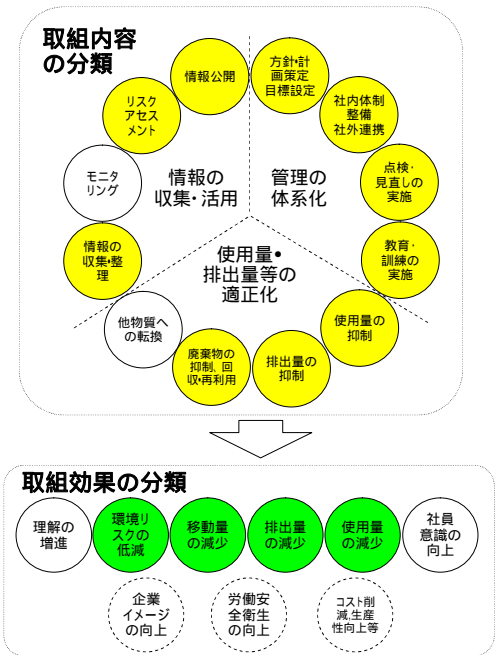 取組内容
の分類
情報公開
方針・計
画策定
目標設定
リスク
アセス
メント
社内体制
整備
社外連携
モニタ
リング
情報の
収集・活用
管理の
体系化
点検・
見直しの
実施
情報の
収集・整
理
使用量・
排出量等の
適正化
教育・
訓練の
実施
他物質へ
の転換
使用量の
抑制
廃棄物の
抑制、回
収・再利用
排出量の
抑制
取組効果の分類
理解の
増進
環境リ
スクの
低減
移動量
の減少
排出量
の減少
使用量
の減少
社員
意識の
向上
企業
イメージ
の向上
労働安
全衛生
の向上
コスト削
減,生産
性向上等